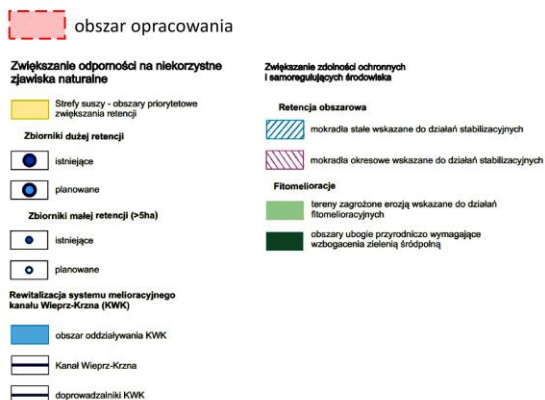 obszar opracowania
Zwiększanie odporności na niekorzystne
zjawiska naturalne
Strefy suszy - obszary priorytetowe
zwiększania retencji
Zbiorniki dużej retencji
istniejące
planowane
Zbiorniki małej retencji (>5ha)
istniejące
planowane
Rewitalizacja systemu melioracyjnego
kanału Wieprz-Krzna (KWK)
obszar oddziaływania KWK
Kanał Wieprz-Krzna
doprowadzalniki KWK
Zwiększanie zdolności ochronnych
i samoregulujących środowiska
Retencja obszarowa
mokradła stałe wskazane do działań stabilizacyjnych
mokradła okresowe wskazane do działań stabilizacyjnych
Fitomelioracje
tereny zagrożone erozją wskazane do działań
fitomelioracyjnych
obszary ubogie przyrodniczo wymagające
wzbogacenia zielenią śródpolną